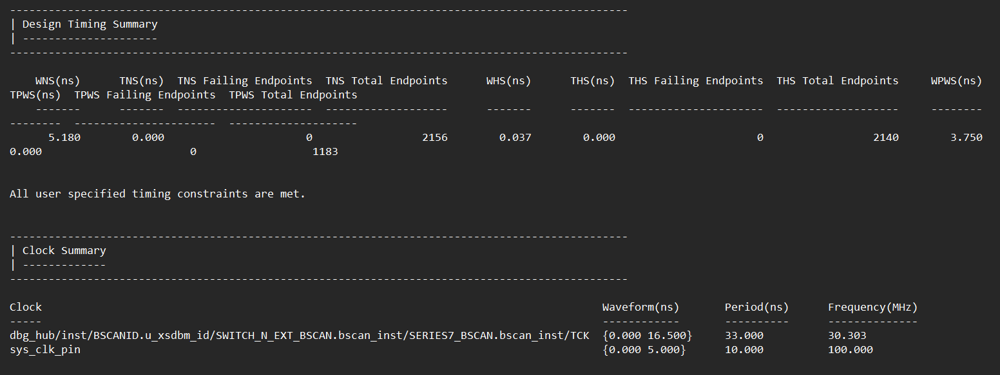 ------------------------------------------------------------------------------------------------
| Design Timing Summary
| ---------------------
------------------------------------------------------------------------------------------------

    WNS(ns)      TNS(ns)  TNS Failing Endpoints  TNS Total Endpoints      WHS(ns)      THS(ns)  THS Failing Endpoints  THS Total Endpoints     WPWS(ns)
TPWS(ns)  TPWS Failing Endpoints  TPWS Total Endpoints
    -------      -------  ---------------------  -------------------      -------      -------  ---------------------  -------------------     --------
--------  ----------------------  --------------------
      5.180        0.000                      0                 2156        0.037        0.000                      0                 2140        3.750
0.000                       0                  1183


All user specified timing constraints are met.


------------------------------------------------------------------------------------------------
| Clock Summary
| -------------
------------------------------------------------------------------------------------------------

Clock                                                                                       Waveform(ns)       Period(ns)      Frequency(MHz)
-----                                                                                       ------------       ----------      --------------
dbg_hub/inst/BSCANID.u_xsdbm_id/SWITCH_N_EXT_BSCAN.bscan_inst/SERIES7_BSCAN.bscan_inst/TCK  {0.000 16.500}     33.000          30.303
sys_clk_pin                                                                                 {0.000 5.000}      10.000          100.000